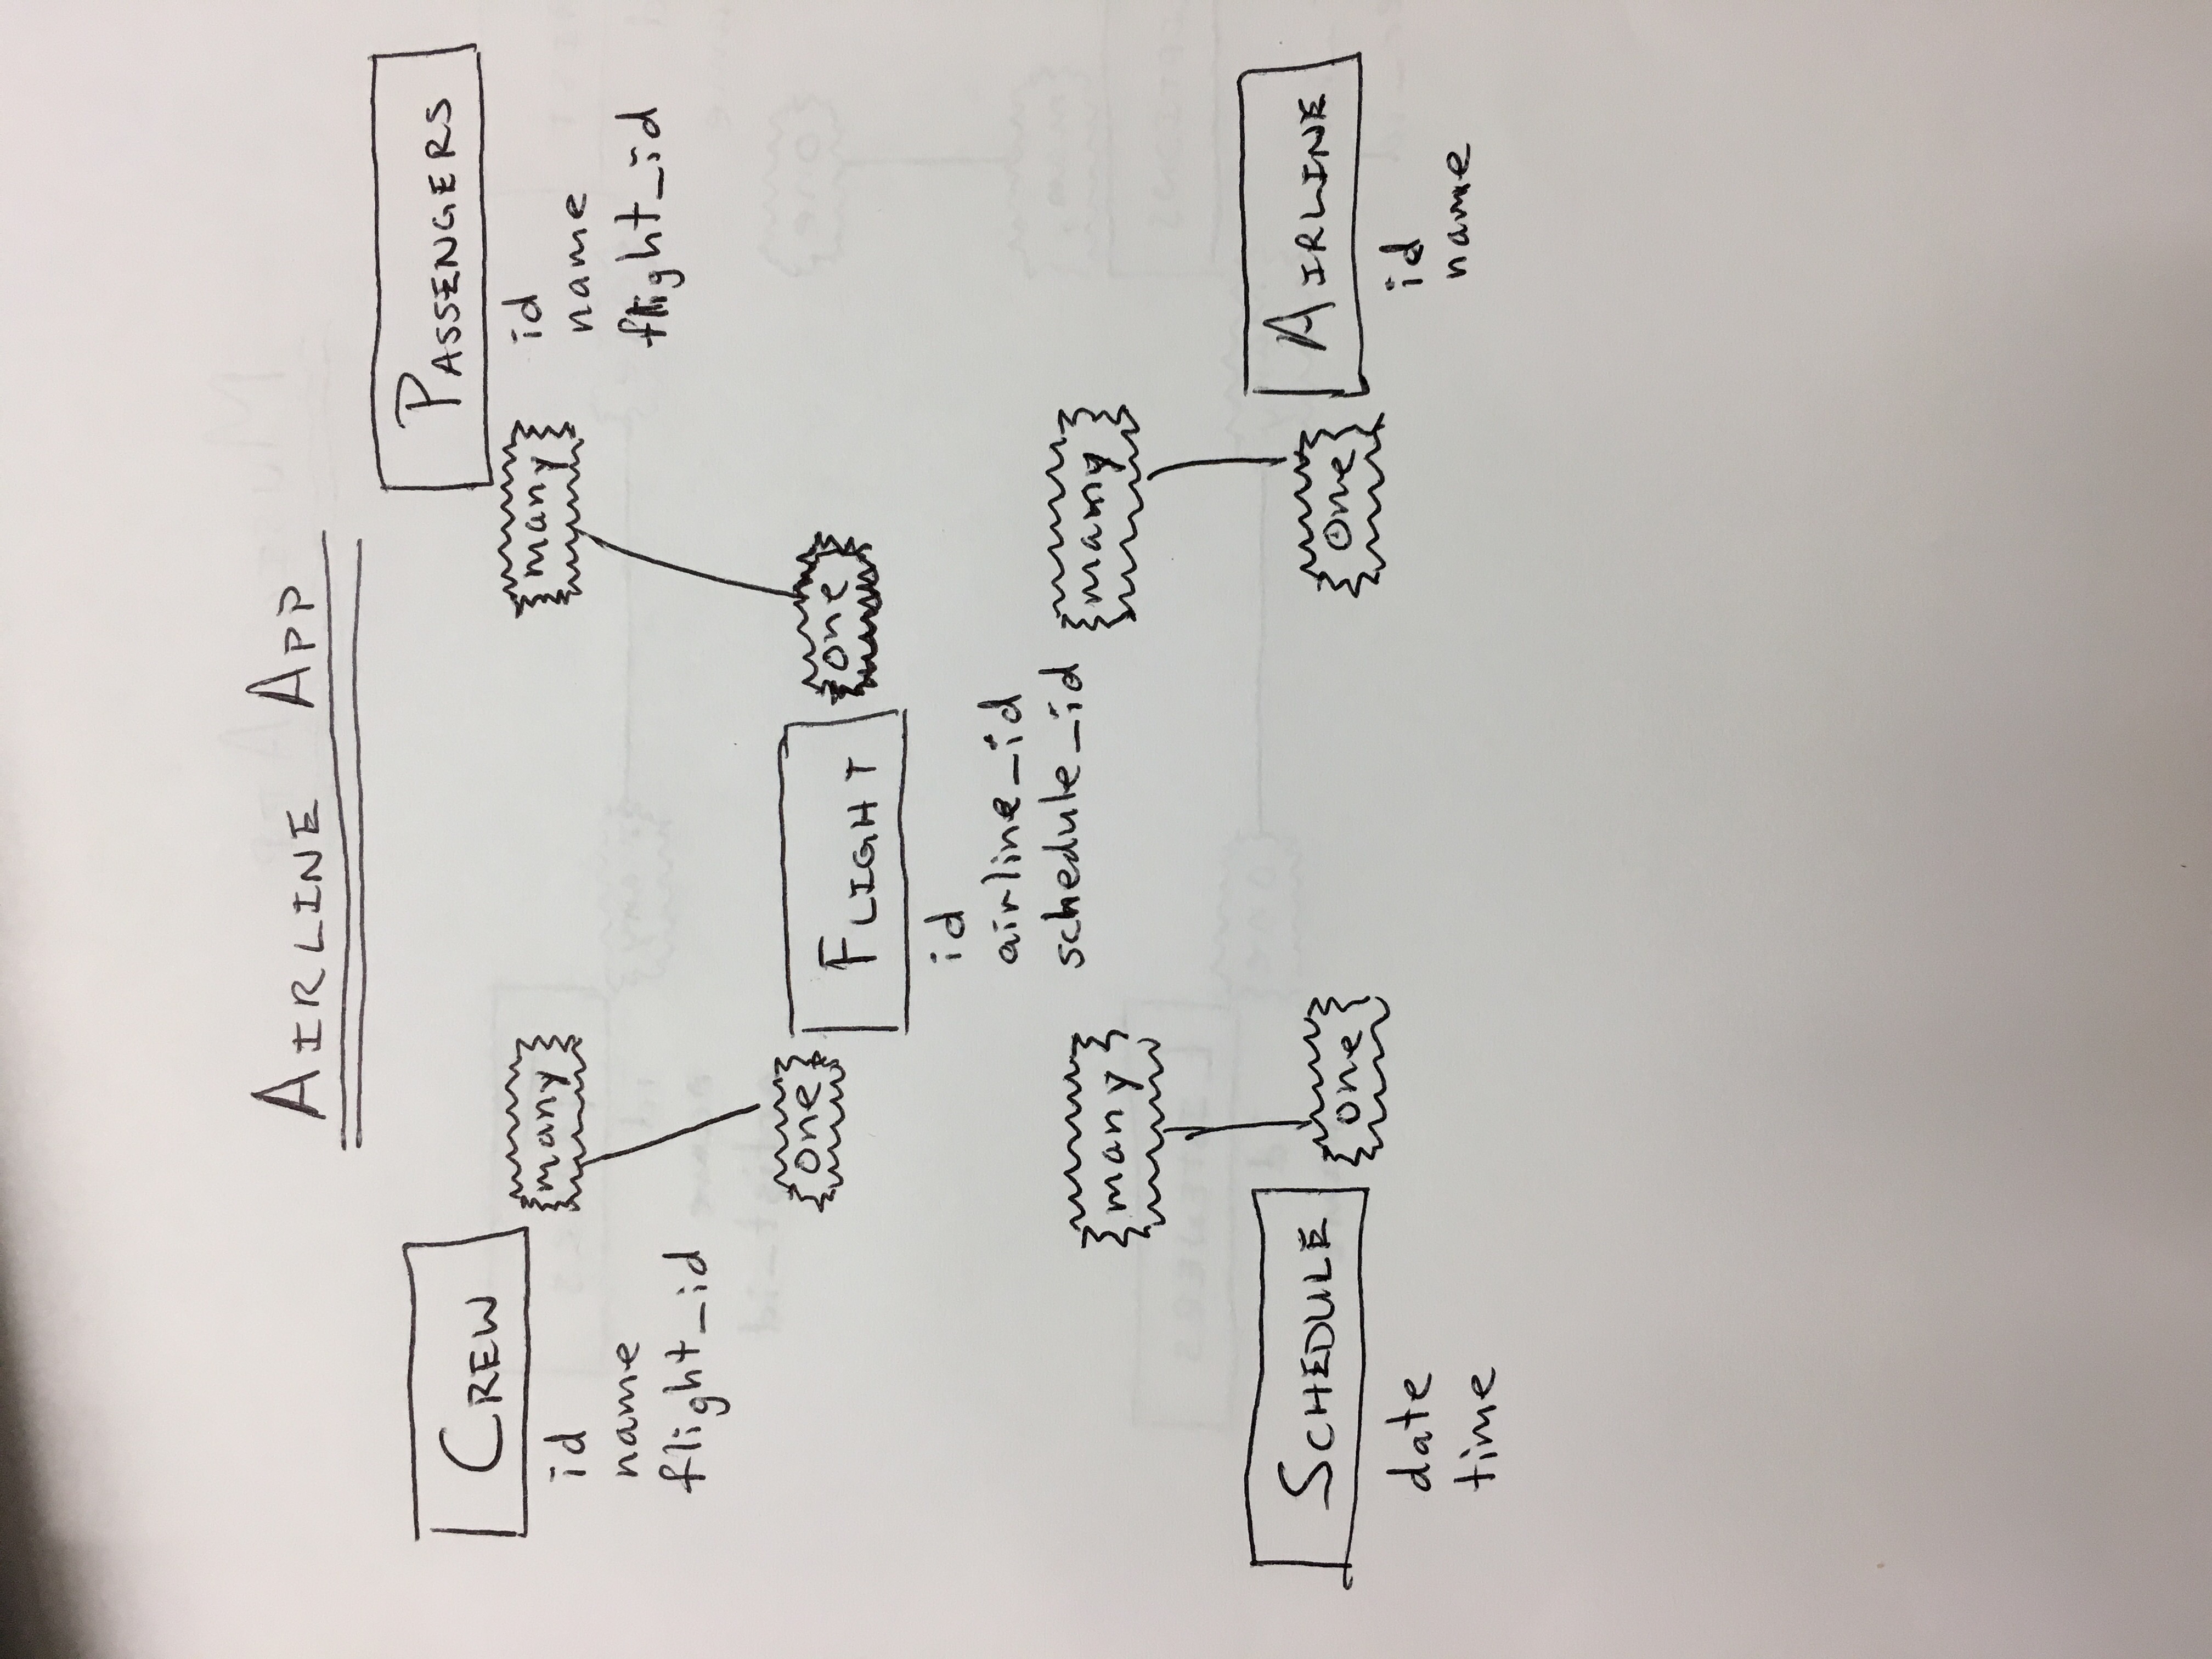 AIRLINE APP
CREW
id
name
flight_id
many
one
PASSENGERS
id
name
flight_id
many
one
FLIGHT
id
airline_id
schedule_id
many
one
SCHEDULE
date
time
many
one
AIRLINE
id
name